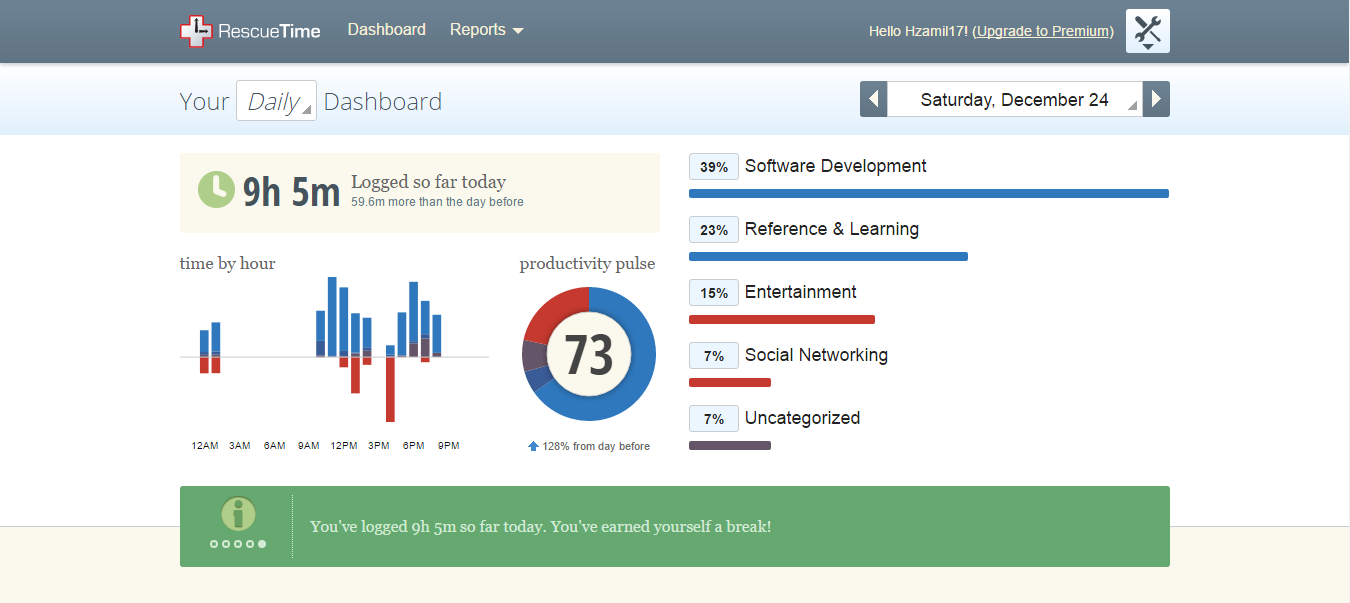 RescueTime Dashboard Reports Hello Hzamil17! (Upgrade to Premium)
Your Daily Dashboard Saturday, December 24
9h 5m Logged so far today
59.6m more than the day before
time by hour
12AM 3AM 6AM 9AM 12PM 3PM 6PM 9PM
productivity pulse
73
128% from day before
39% Software Development
23% Reference & Learning
15% Entertainment
7% Social Networking
7% Uncategorized
You've logged 9h 5m so far today. You've earned yourself a break!